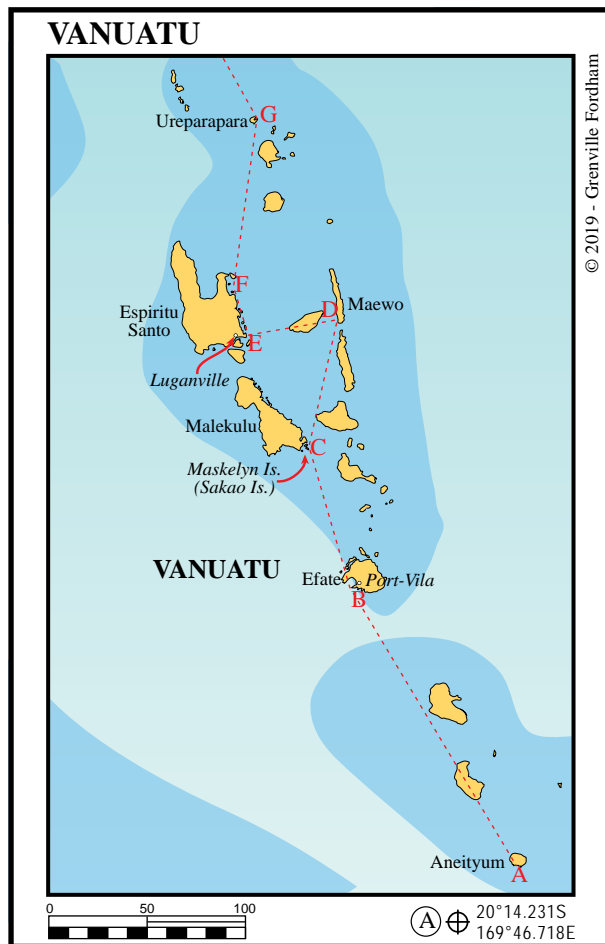 VANUATU
© 2019 - Grenville Fordham
G
Ureparapara
F
D
Maewo
Espiritu
Santo
E
Luganville
Malekulu
C
Maskelyn Is.
(Sakao Is.)
VANUATU
Efate
Port-Vila
B
Aneityum
A
0 50 100
A 20°14.231S
169°46.718E